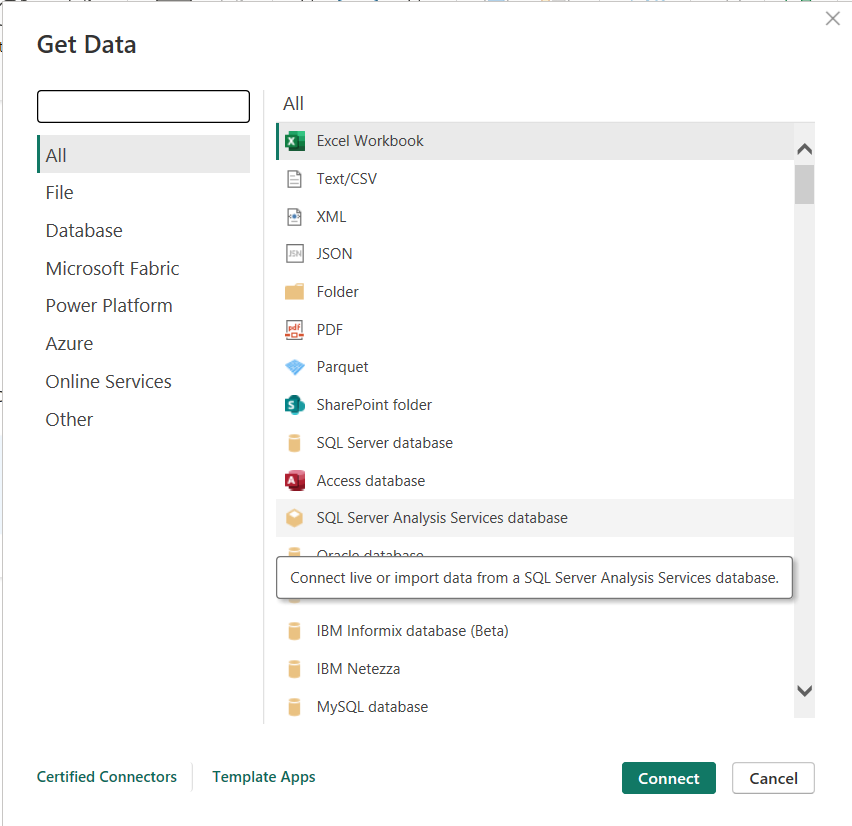 Get Data
All
File
Database
Microsoft Fabric
Power Platform
Azure
Online Services
Other
All
Excel Workbook
Text/CSV
XML
JSON
Folder
PDF
Parquet
SharePoint folder
SQL Server database
Access database
SQL Server Analysis Services database
Oracle database
Connect live or import data from a SQL Server Analysis Services database.
IBM Informix database (Beta)
IBM Netezza
MySQL database
Certified Connectors
Template Apps
Connect
Cancel